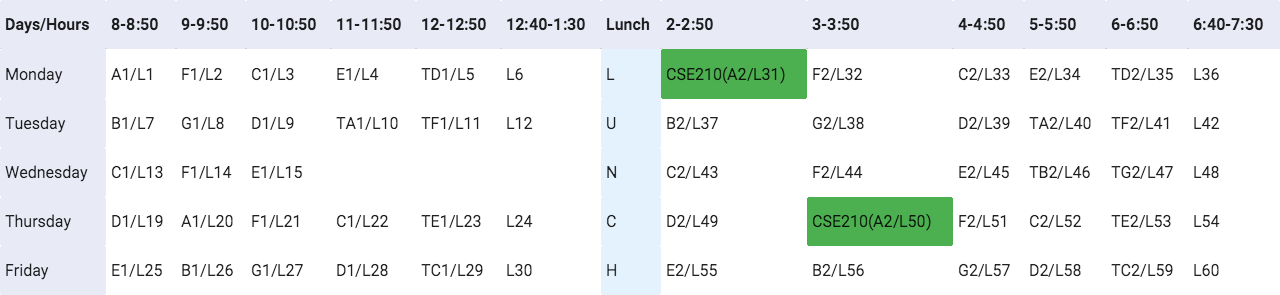 Days/Hours 8-8:50 9-9:50 10-10:50 11-11:50 12-12:50 12:40-1:30 Lunch 2-2:50 3-3:50 4-4:50 5-5:50 6-6:50 6:40-7:30
Monday A1/L1 F1/L2 C1/L3 E1/L4 TD1/L5 L6 L CSE210(A2/L31) F2/L32 C2/L33 E2/L34 TD2/L35 L36
Tuesday B1/L7 G1/L8 D1/L9 TA1/L10 TF1/L11 L12 U B2/L37 G2/L38 D2/L39 TA2/L40 TF2/L41 L42
Wednesday C1/L13 F1/L14 E1/L15 N C2/L43 F2/L44 E2/L45 TB2/L46 TG2/L47 L48
Thursday D1/L19 A1/L20 F1/L21 C1/L22 TE1/L23 L24 C D2/L49 CSE210(A2/L50) F2/L51 C2/L52 TE2/L53 L54
Friday E1/L25 B1/L26 G1/L27 D1/L28 TC1/L29 L30 H E2/L55 B2/L56 G2/L57 D2/L58 TC2/L59 L60